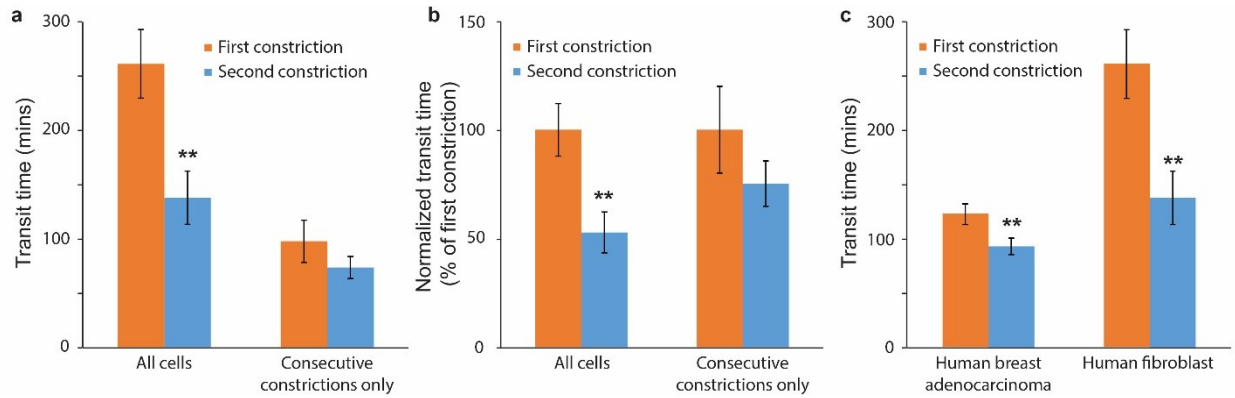 a
300
200
100
0
Transit time (mins)
First constriction
Second constriction
**
All cells
Consecutive
constrictions only
b
150
100
50
0
Normalized transit time
(% of first constriction)
First constriction
Second constriction
**
All cells
Consecutive
constrictions only
c
300
200
100
0
Transit time (mins)
First constriction
Second constriction
**
**
Human breast
adenocarcinoma
Human fibroblast